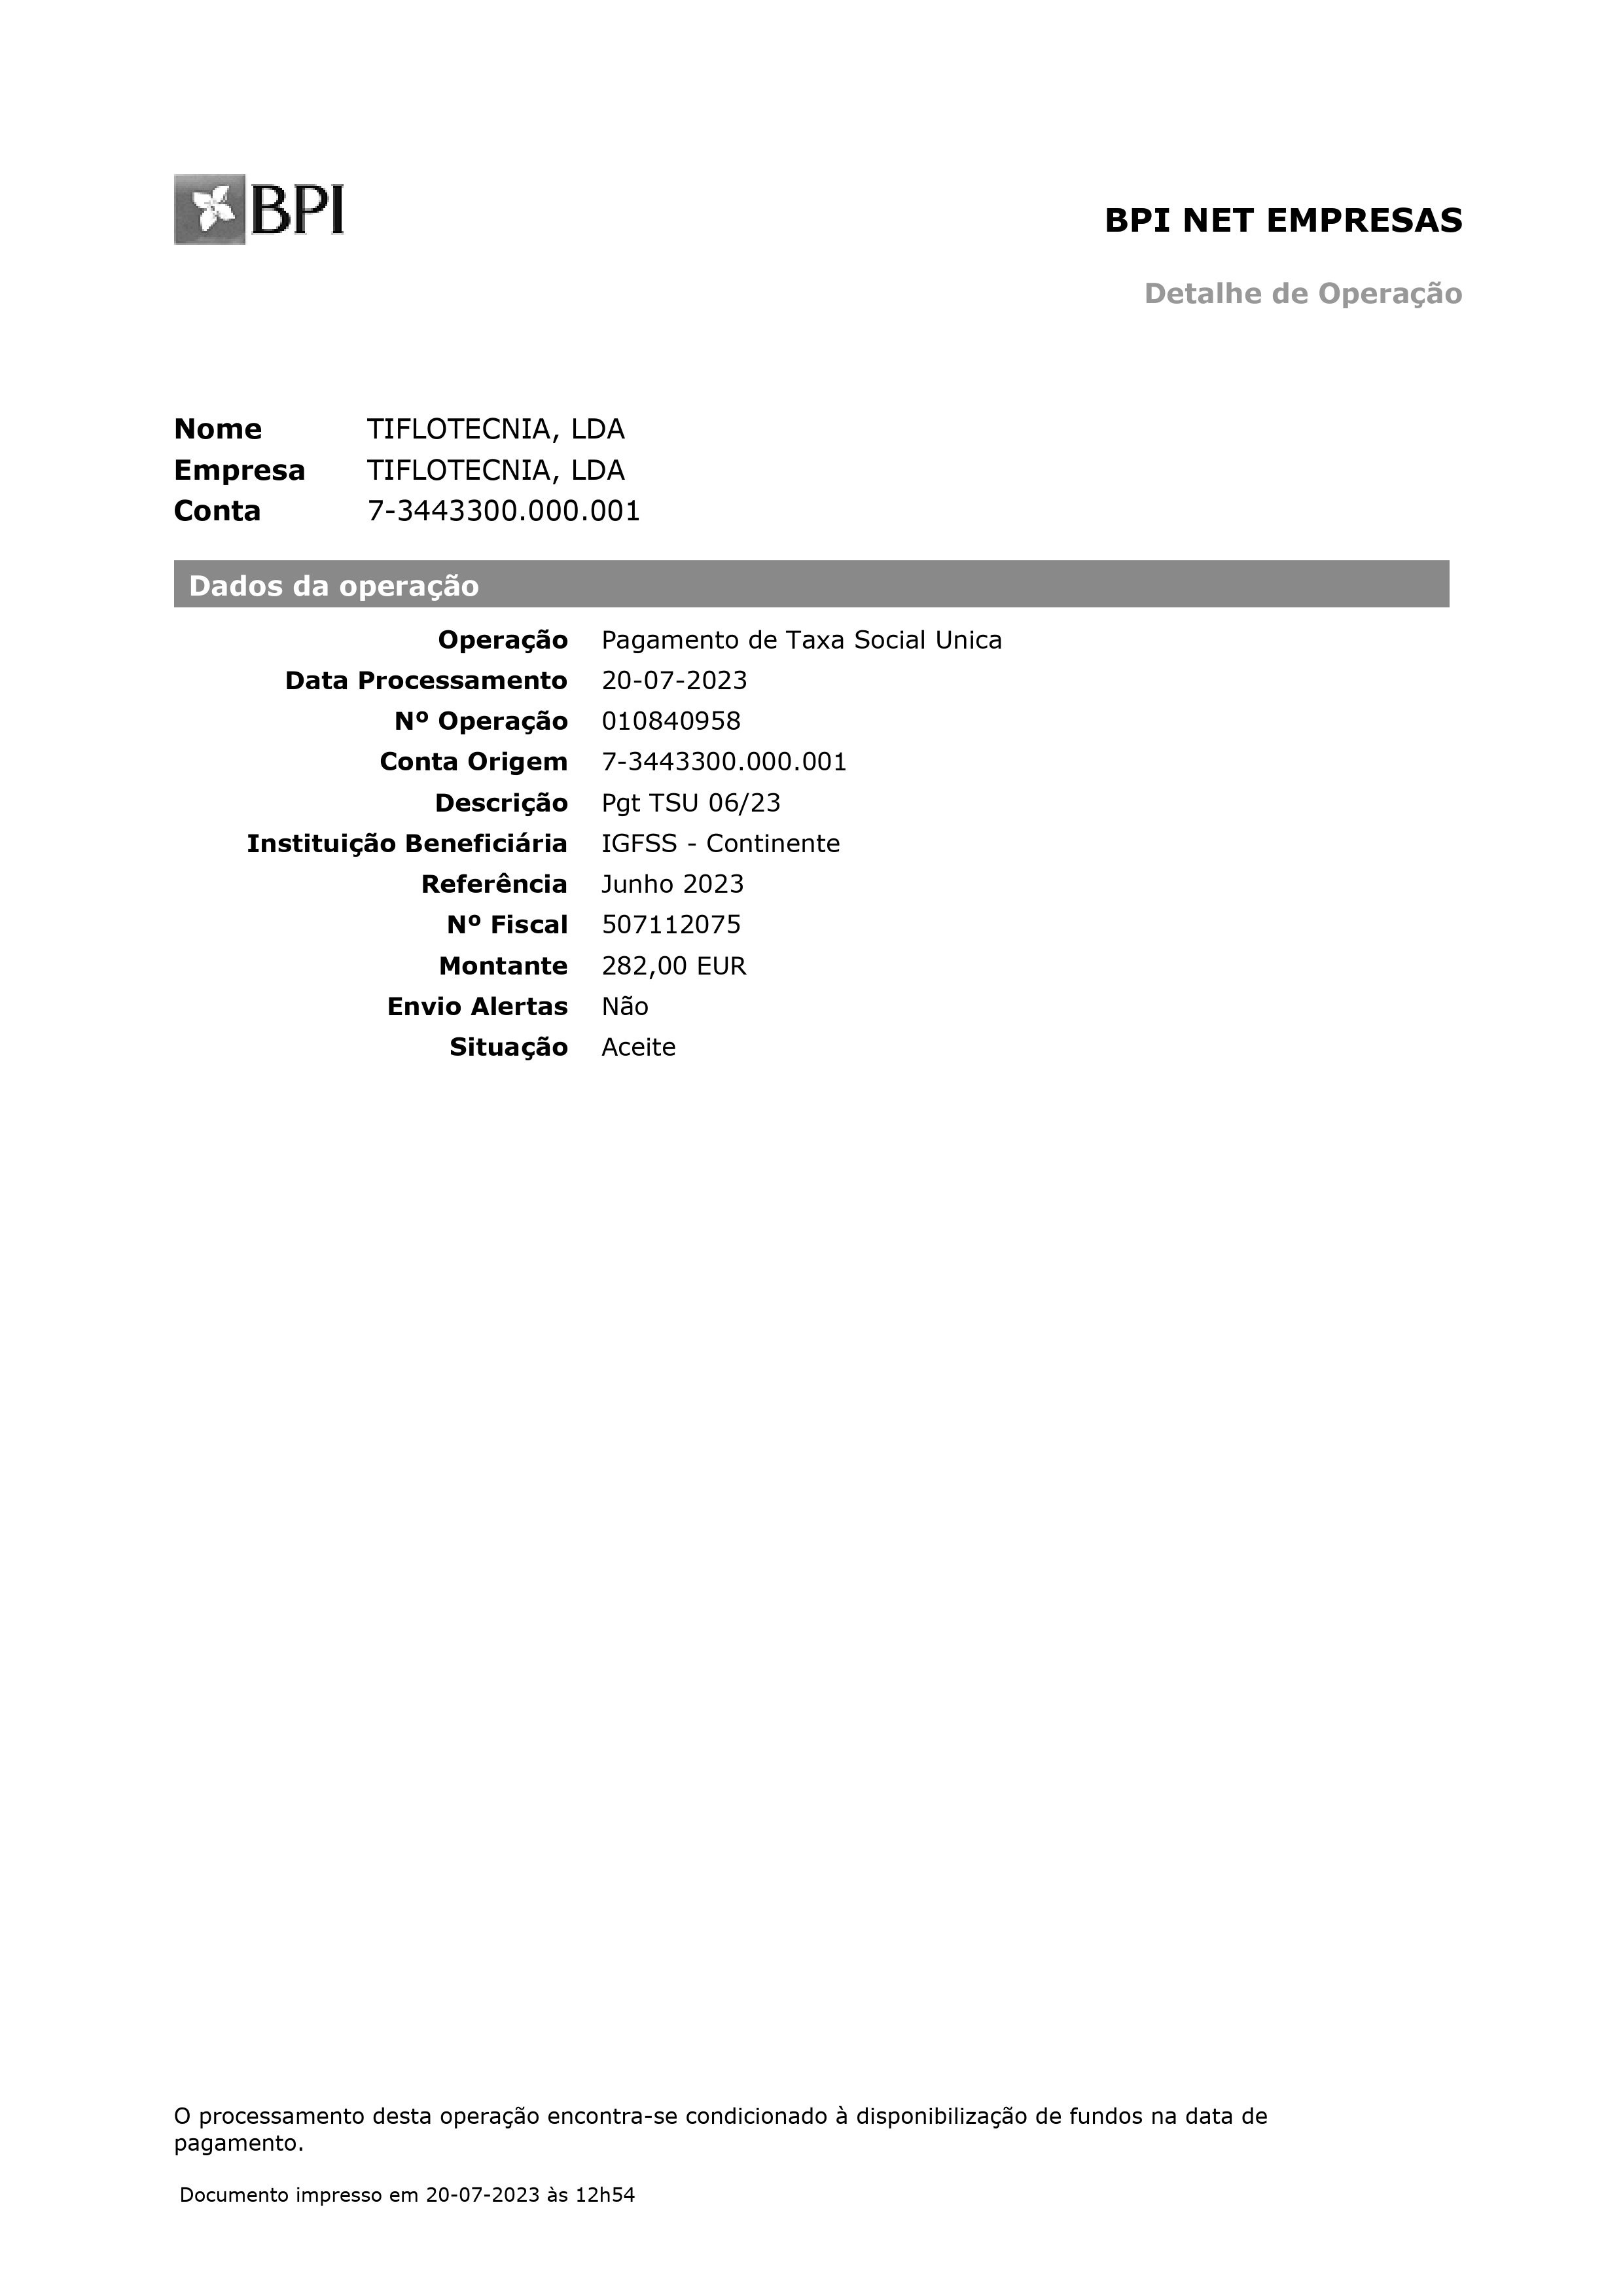 BPI
BPI NET EMPRESAS
Detalhe de Operação
Nome TIFLOTECNIA, LDA
Empresa TIFLOTECNIA, LDA
Conta 7-3443300.000.001
Dados da operação
Operação Pagamento de Taxa Social Unica
Data Processamento 20-07-2023
Nº Operação 010840958
Conta Origem 7-3443300.000.001
Descrição Pgt TSU 06/23
Instituição Beneficiária IGFSS - Continente
Referência Junho 2023
Nº Fiscal 507112075
Montante 282,00 EUR
Envio Alertas Não
Situação Aceite
O processamento desta operação encontra-se condicionado à disponibilização de fundos na data de
pagamento.
Documento impresso em 20-07-2023 às 12h54